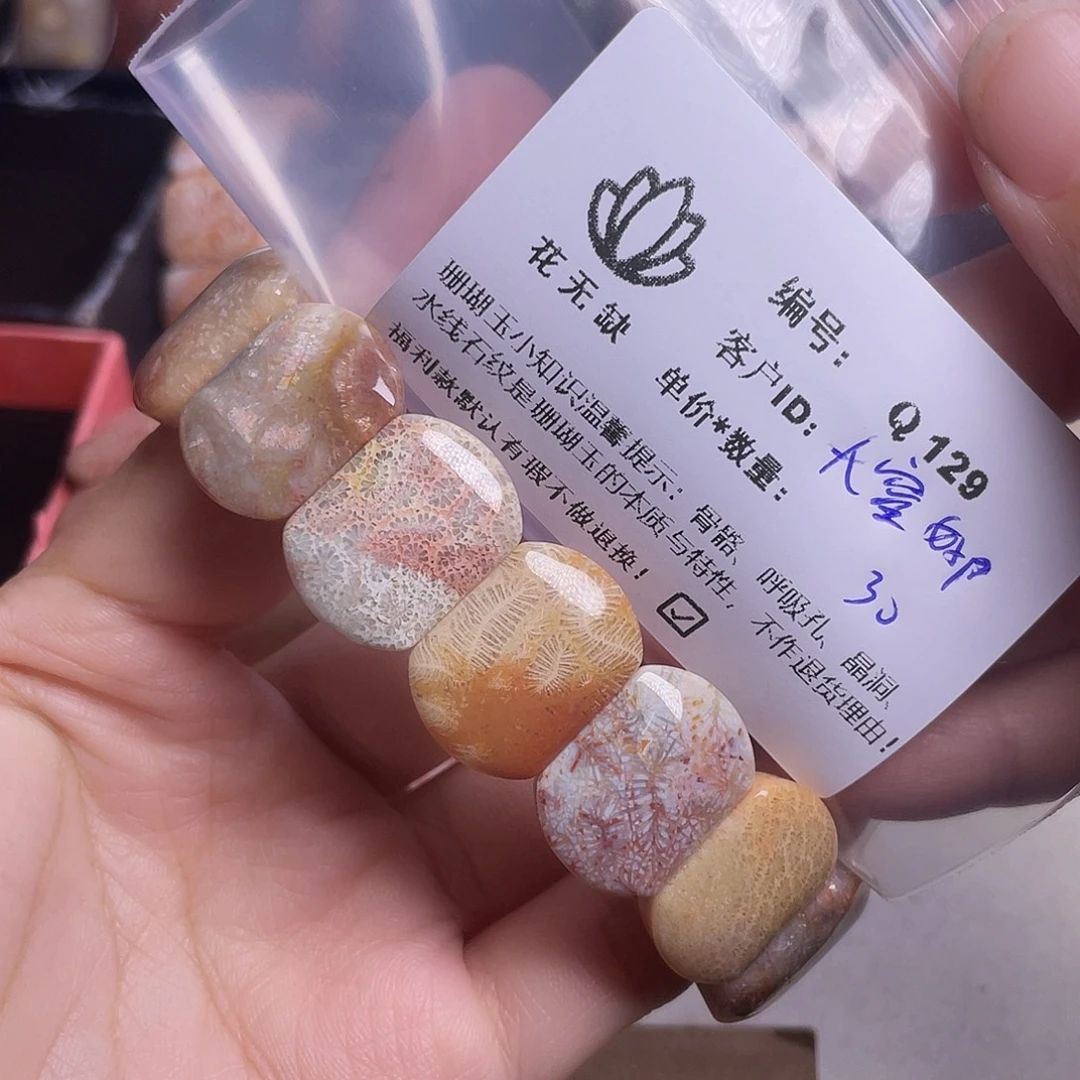 花无缺
编号：
Q129
客户ID：
单价*数量：
30
珊瑚玉小知识温馨提示：骨骼、呼吸孔、晶洞、
水线石纹是珊瑚玉的本质与特性，不作退货理由！
福利款默认有瑕不做退换！